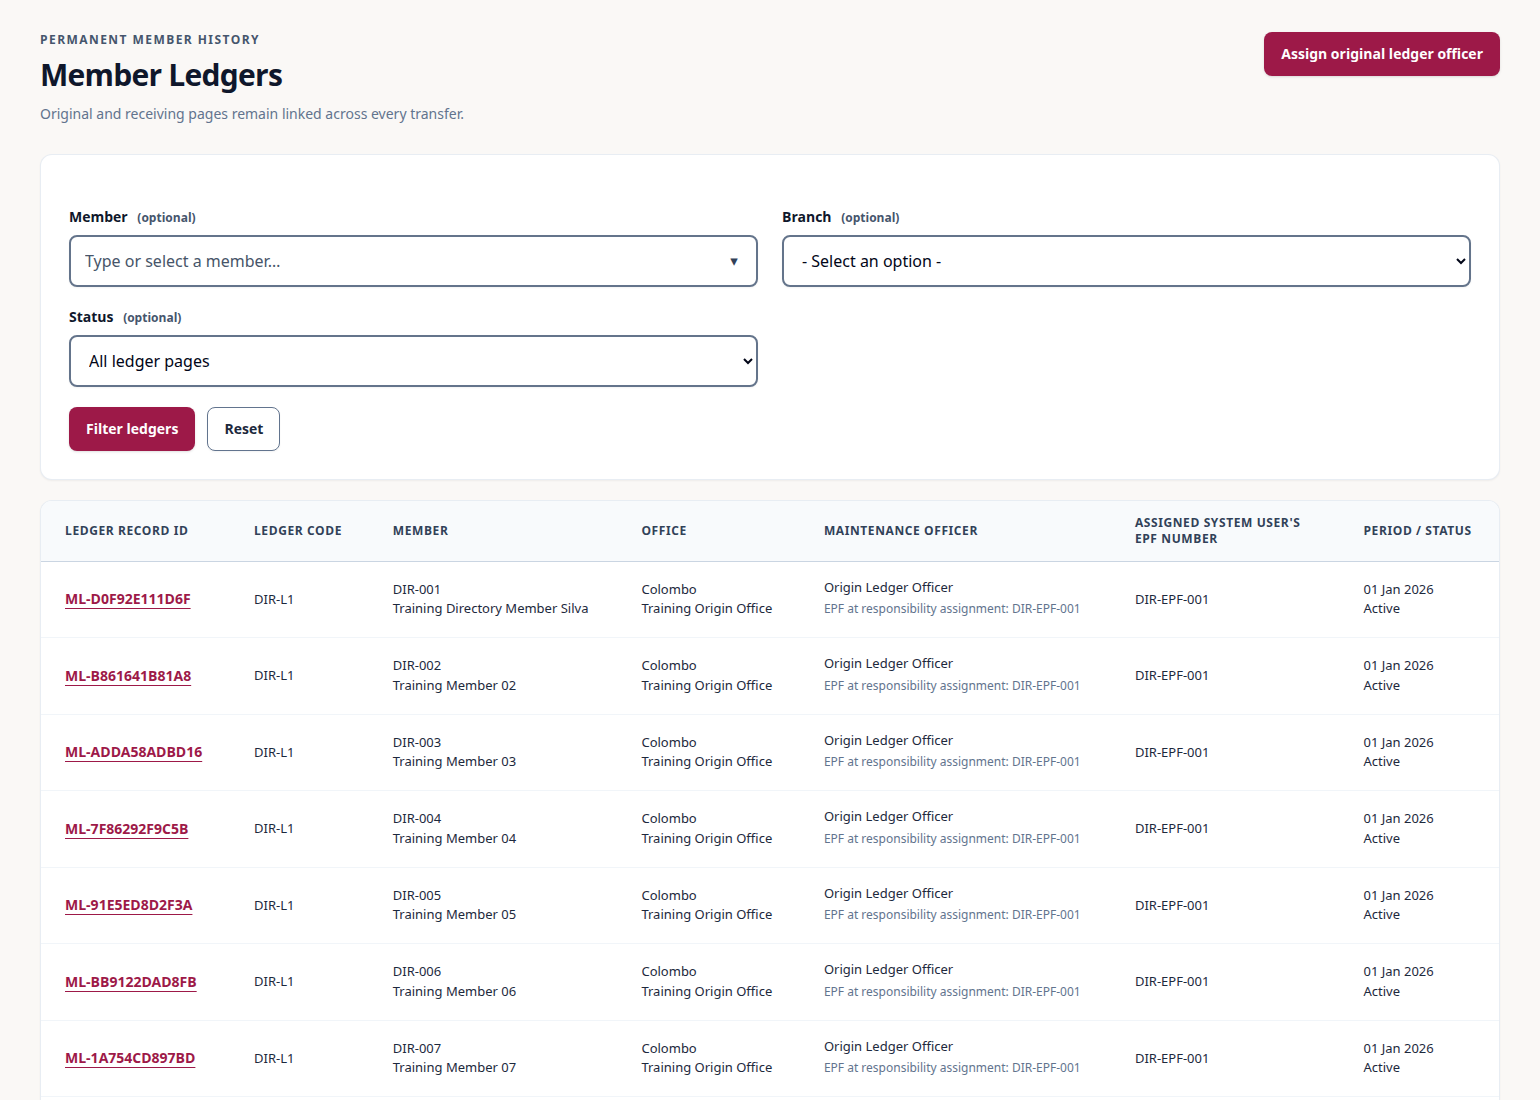 PERMANENT MEMBER HISTORY
Member Ledgers
Original and receiving pages remain linked across every transfer.
Assign original ledger officer
Member (optional)
Type or select a member...
Branch (optional)
- Select an option -
Status (optional)
All ledger pages
Filter ledgers
Reset
LEDGER RECORD ID LEDGER CODE MEMBER OFFICE MAINTENANCE OFFICER ASSIGNED SYSTEM USER'S EPF NUMBER PERIOD / STATUS
ML-D0F92E111D6F DIR-L1 DIR-001 Colombo Origin Ledger Officer DIR-EPF-001 01 Jan 2026
Training Directory Member Silva Training Origin Office EPF at responsibility assignment: DIR-EPF-001 Active
ML-B861641B81A8 DIR-L1 DIR-002 Colombo Origin Ledger Officer DIR-EPF-001 01 Jan 2026
Training Member 02 Training Origin Office EPF at responsibility assignment: DIR-EPF-001 Active
ML-ADDA58ADBD16 DIR-L1 DIR-003 Colombo Origin Ledger Officer DIR-EPF-001 01 Jan 2026
Training Member 03 Training Origin Office EPF at responsibility assignment: DIR-EPF-001 Active
ML-7F86292F9C5B DIR-L1 DIR-004 Colombo Origin Ledger Officer DIR-EPF-001 01 Jan 2026
Training Member 04 Training Origin Office EPF at responsibility assignment: DIR-EPF-001 Active
ML-91E5ED8D2F3A DIR-L1 DIR-005 Colombo Origin Ledger Officer DIR-EPF-001 01 Jan 2026
Training Member 05 Training Origin Office EPF at responsibility assignment: DIR-EPF-001 Active
ML-BB9122DAD8FB DIR-L1 DIR-006 Colombo Origin Ledger Officer DIR-EPF-001 01 Jan 2026
Training Member 06 Training Origin Office EPF at responsibility assignment: DIR-EPF-001 Active
ML-1A754CD897BD DIR-L1 DIR-007 Colombo Origin Ledger Officer DIR-EPF-001 01 Jan 2026
Training Member 07 Training Origin Office EPF at responsibility assignment: DIR-EPF-001 Active